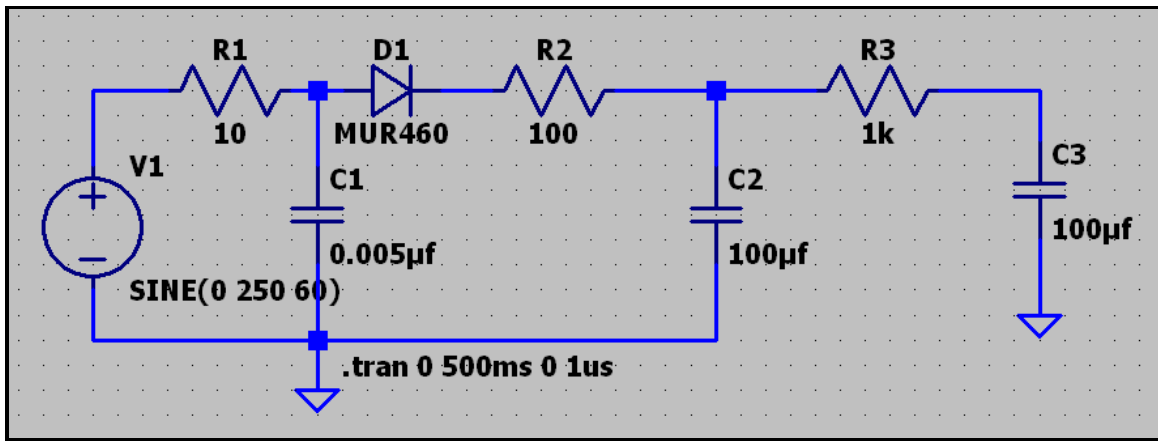 R1
D1
R2
R3
10
MUR460
100
1k
V1
C1
C2
C3
0.005µf
100µf
100µf
SINE(0 250 60)
.tran 0 500ms 0 1us